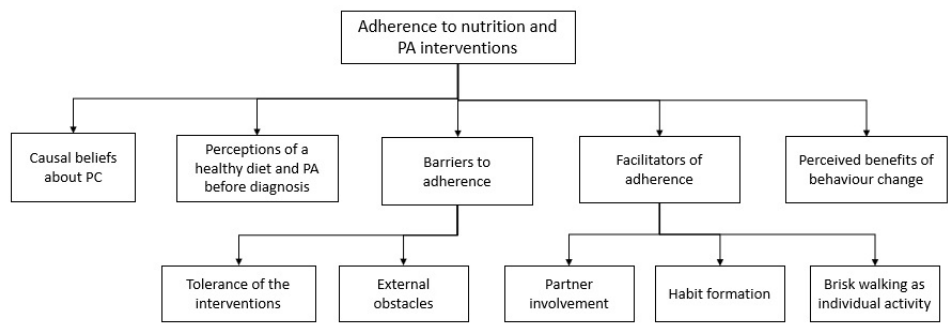 Adherence to nutrition and
PA interventions
Causal beliefs
about PC
Perceptions of a
healthy diet and PA
before diagnosis
Barriers to
adherence
Facilitators of
adherence
Perceived benefits of
behaviour change
Tolerance of the
interventions
External
obstacles
Partner
involvement
Habit formation
Brisk walking as
individual activity